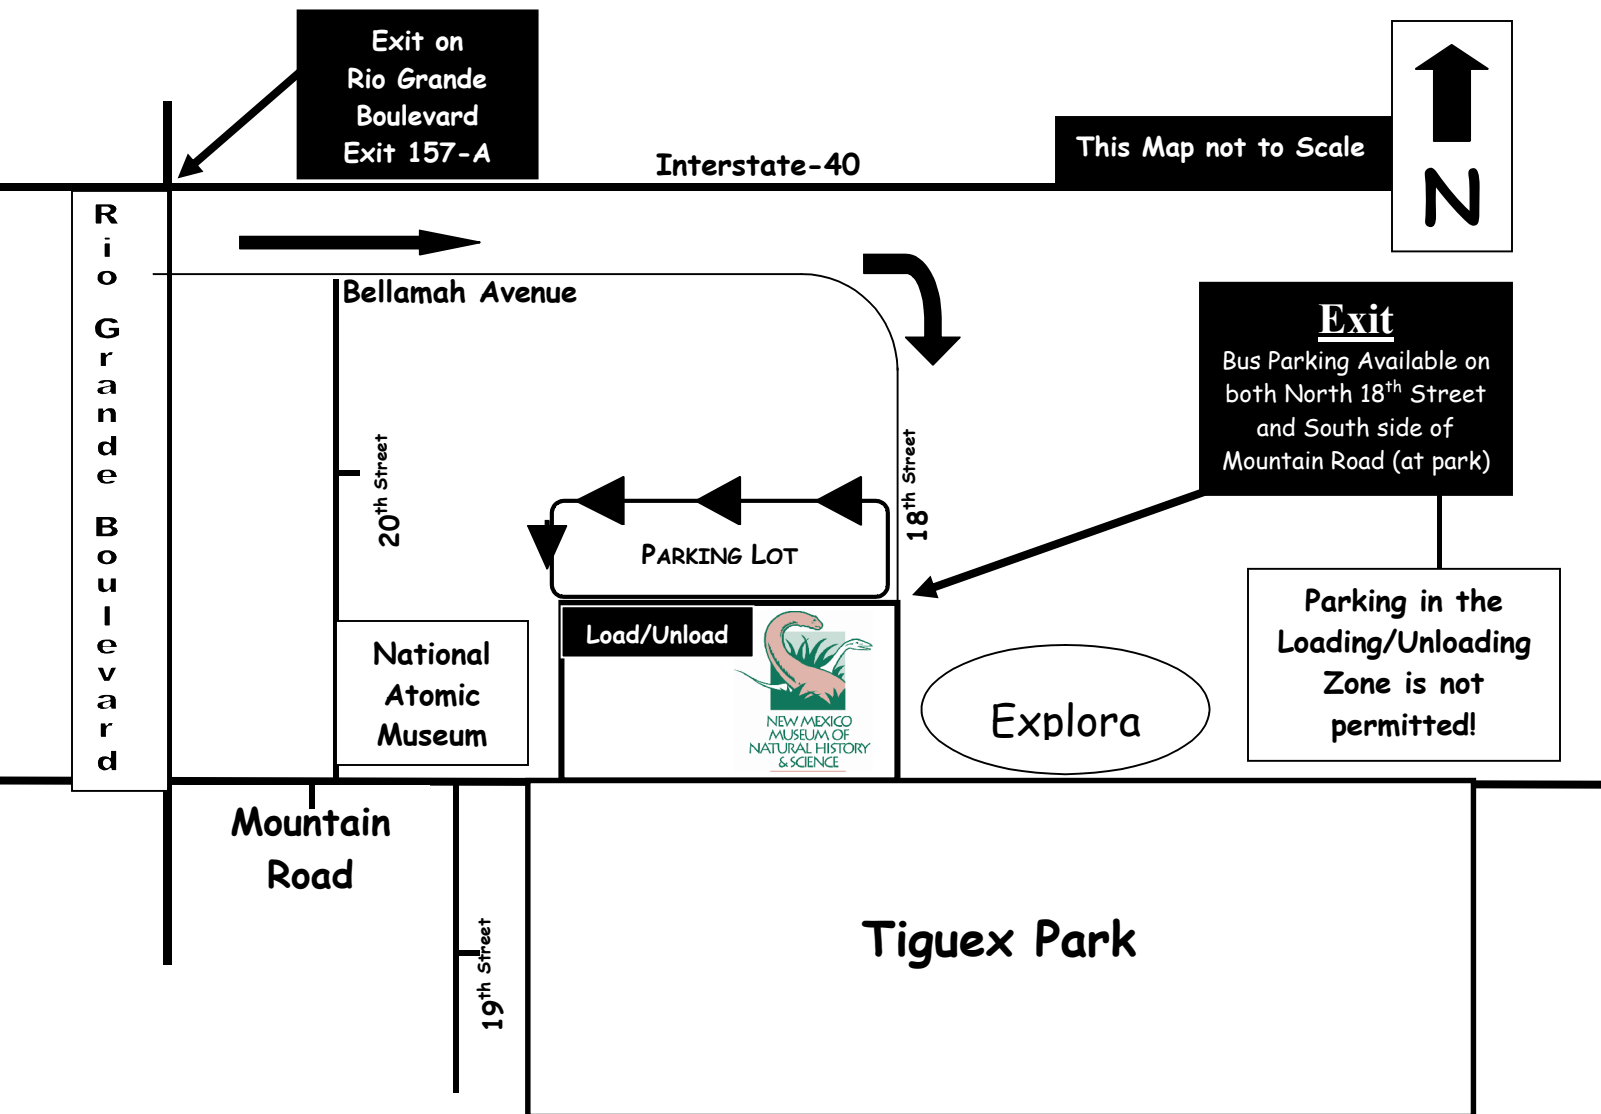 Exit on
Rio Grande
Boulevard
Exit 157-A
This Map not to Scale
N
Interstate-40
Rio Grande Boulevard
Bellamah Avenue
Exit
Bus Parking Available on
both North 18th Street
and South side of
Mountain Road (at park)
20th Street
18th Street
PARKING LOT
Load/Unload
NEW MEXICO
MUSEUM OF
NATURAL HISTORY
& SCIENCE
National
Atomic
Museum
Explora
Parking in the
Loading/Unloading
Zone is not
permitted!
Mountain
Road
19th Street
Tiguex Park